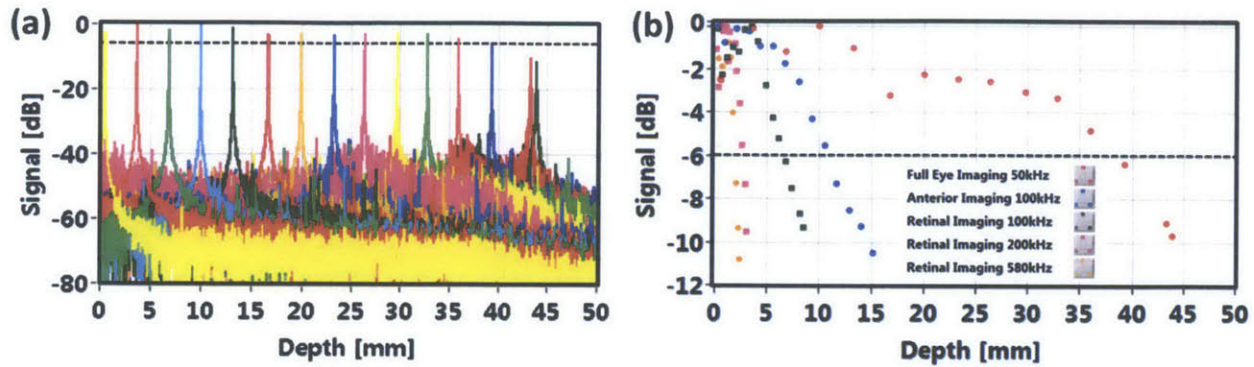 (a)
0
-20
-40
-60
-80
Signal [dB]
0 5 10 15 20 25 30 35 40 45 50
Depth [mm]
(b)
0
-2
-4
-6
-8
-10
-12
Signal [dB]
Full Eye Imaging 50kHz
Anterior Imaging 100kHz
Retinal Imaging 100kHz
Retinal Imaging 200kHz
Retinal Imaging 580kHz
0 5 10 15 20 25 30 35 40 45 50
Depth [mm]